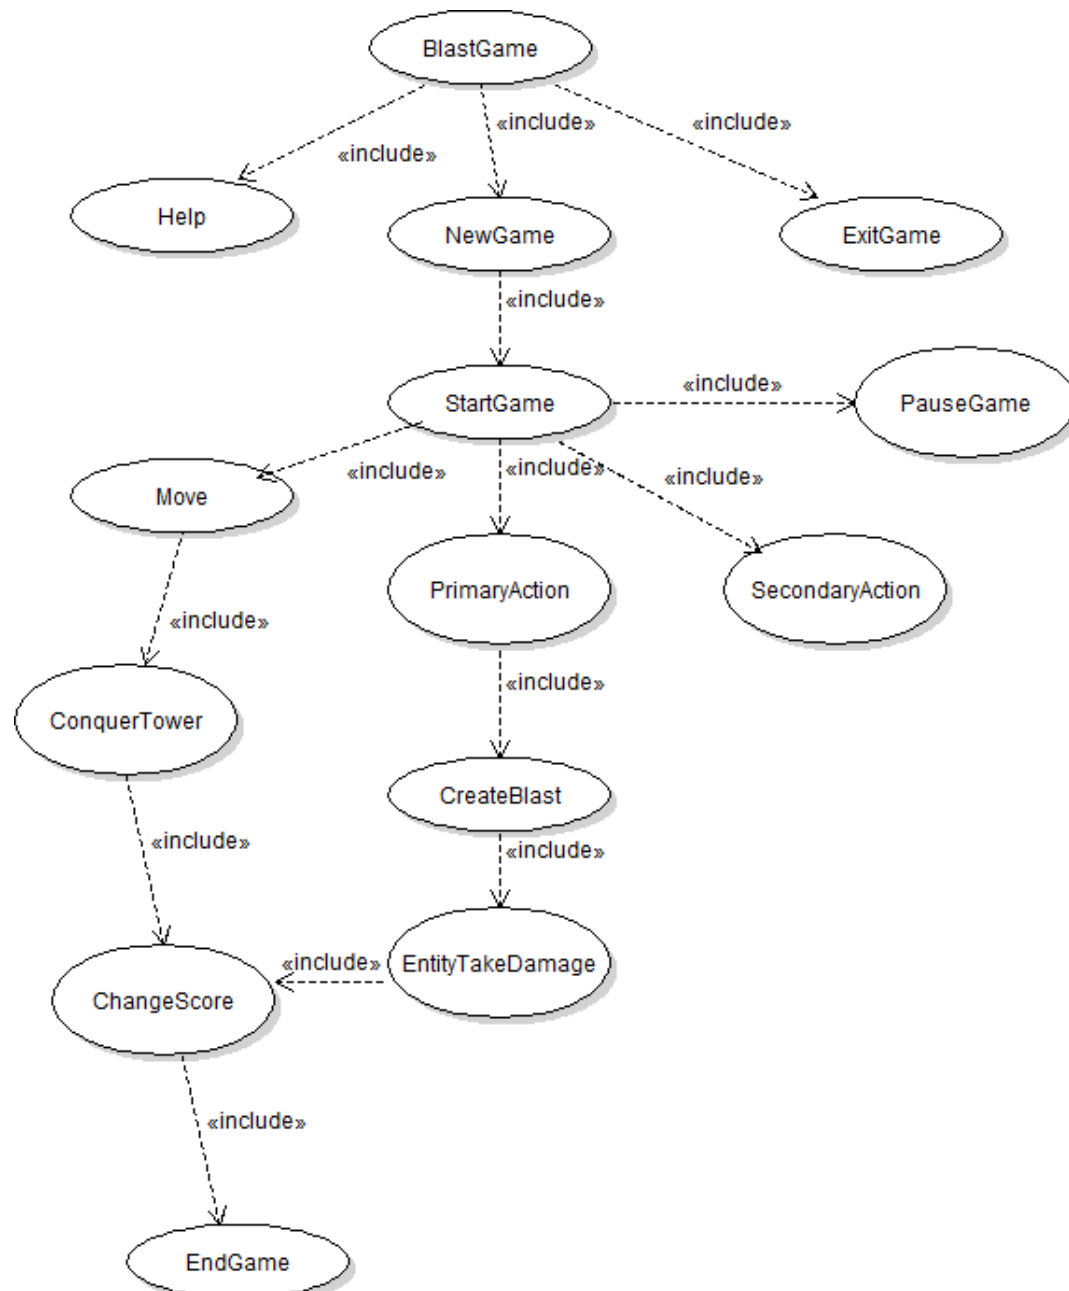 BlastGame
«include»
«include»
«include»
Help
NewGame
ExitGame
«include»
StartGame
«include»
PauseGame
«include»
«include»
«include»
Move
PrimaryAction
SecondaryAction
«include»
«include»
ConquerTower
CreateBlast
«include»
«include»
EntityTakeDamage
«include»
ChangeScore
«include»
EndGame